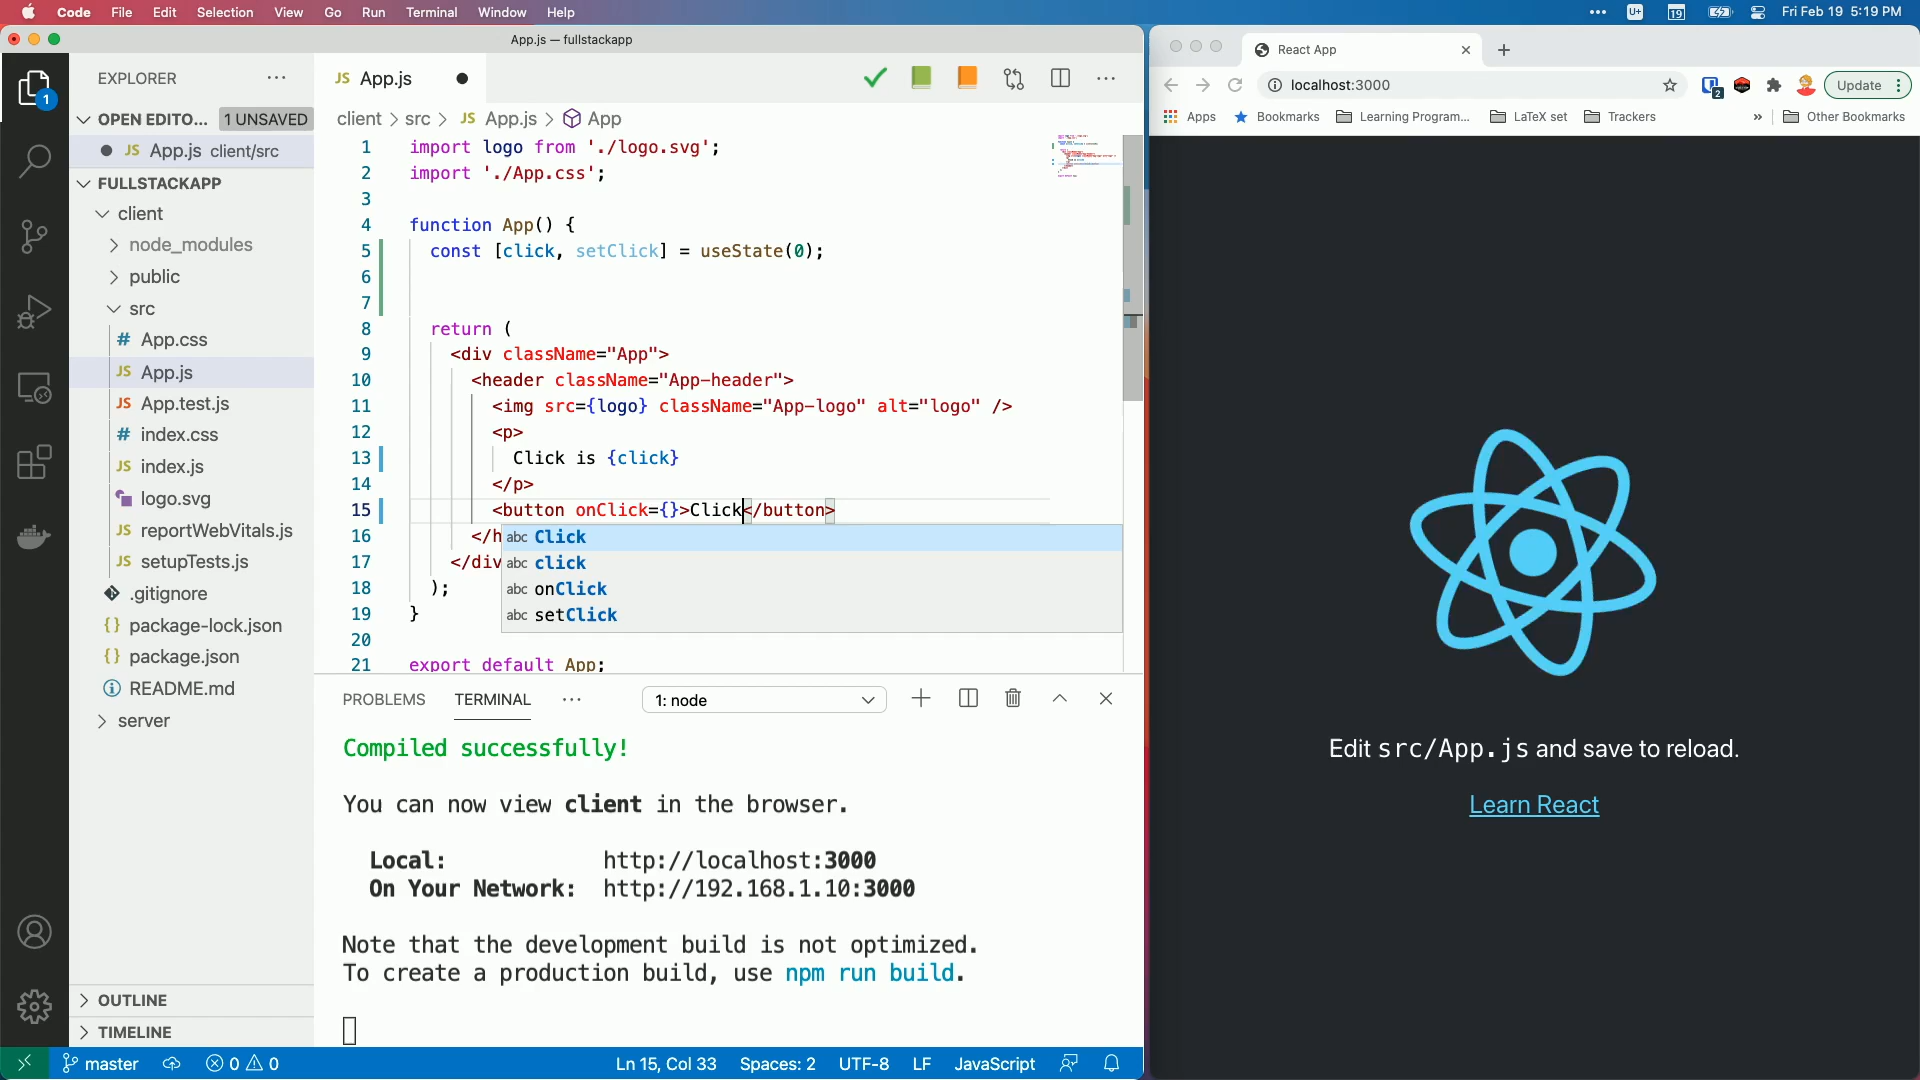 Code File Edit Selection View Go Run Terminal Window Help
U+ 19 Fri Feb 19 5:19 PM
App.js — fullstackapp
React App
localhost:3000
2
Update
Apps Bookmarks Learning Program... LaTeX set Trackers » Other Bookmarks
1
EXPLORER ···
OPEN EDITO... 1 UNSAVED
JS App.js client/src
FULLSTACKAPP
client
node_modules
public
src
# App.css
JS App.js
JS App.test.js
# index.css
JS index.js
logo.svg
JS reportWebVitals.js
JS setupTests.js
.gitignore
{} package-lock.json
{} package.json
README.md
server
OUTLINE
TIMELINE
JS App.js
client > src > JS App.js > App
1 import logo from './logo.svg';
2 import './App.css';
3
4 function App() {
5 const [click, setClick] = useState(0);
6
7
8 return (
9 <div className="App">
10 <header className="App-header">
11 <img src={logo} className="App-logo" alt="logo" />
12 <p>
13 Click is {click}
14 </p>
15 <button onClick={}>Click</button>
16 </h
17 </div
18 );
19 }
20
21 export default App;
abc Click
abc click
abc onClick
abc setClick
PROBLEMS TERMINAL ··· 1: node
Compiled successfully!
You can now view client in the browser.
Local: http://localhost:3000
On Your Network: http://192.168.1.10:3000
Note that the development build is not optimized.
To create a production build, use npm run build.
master 0 0 Ln 15, Col 33 Spaces: 2 UTF-8 LF JavaScript
Edit src/App.js and save to reload.
Learn React